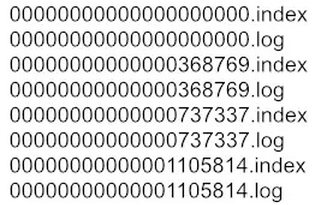 00000000000000000000.index
00000000000000000000.log
00000000000000368769.index
00000000000000368769.log
00000000000000737337.index
00000000000000737337.log
00000000000001105814.index
00000000000001105814.log